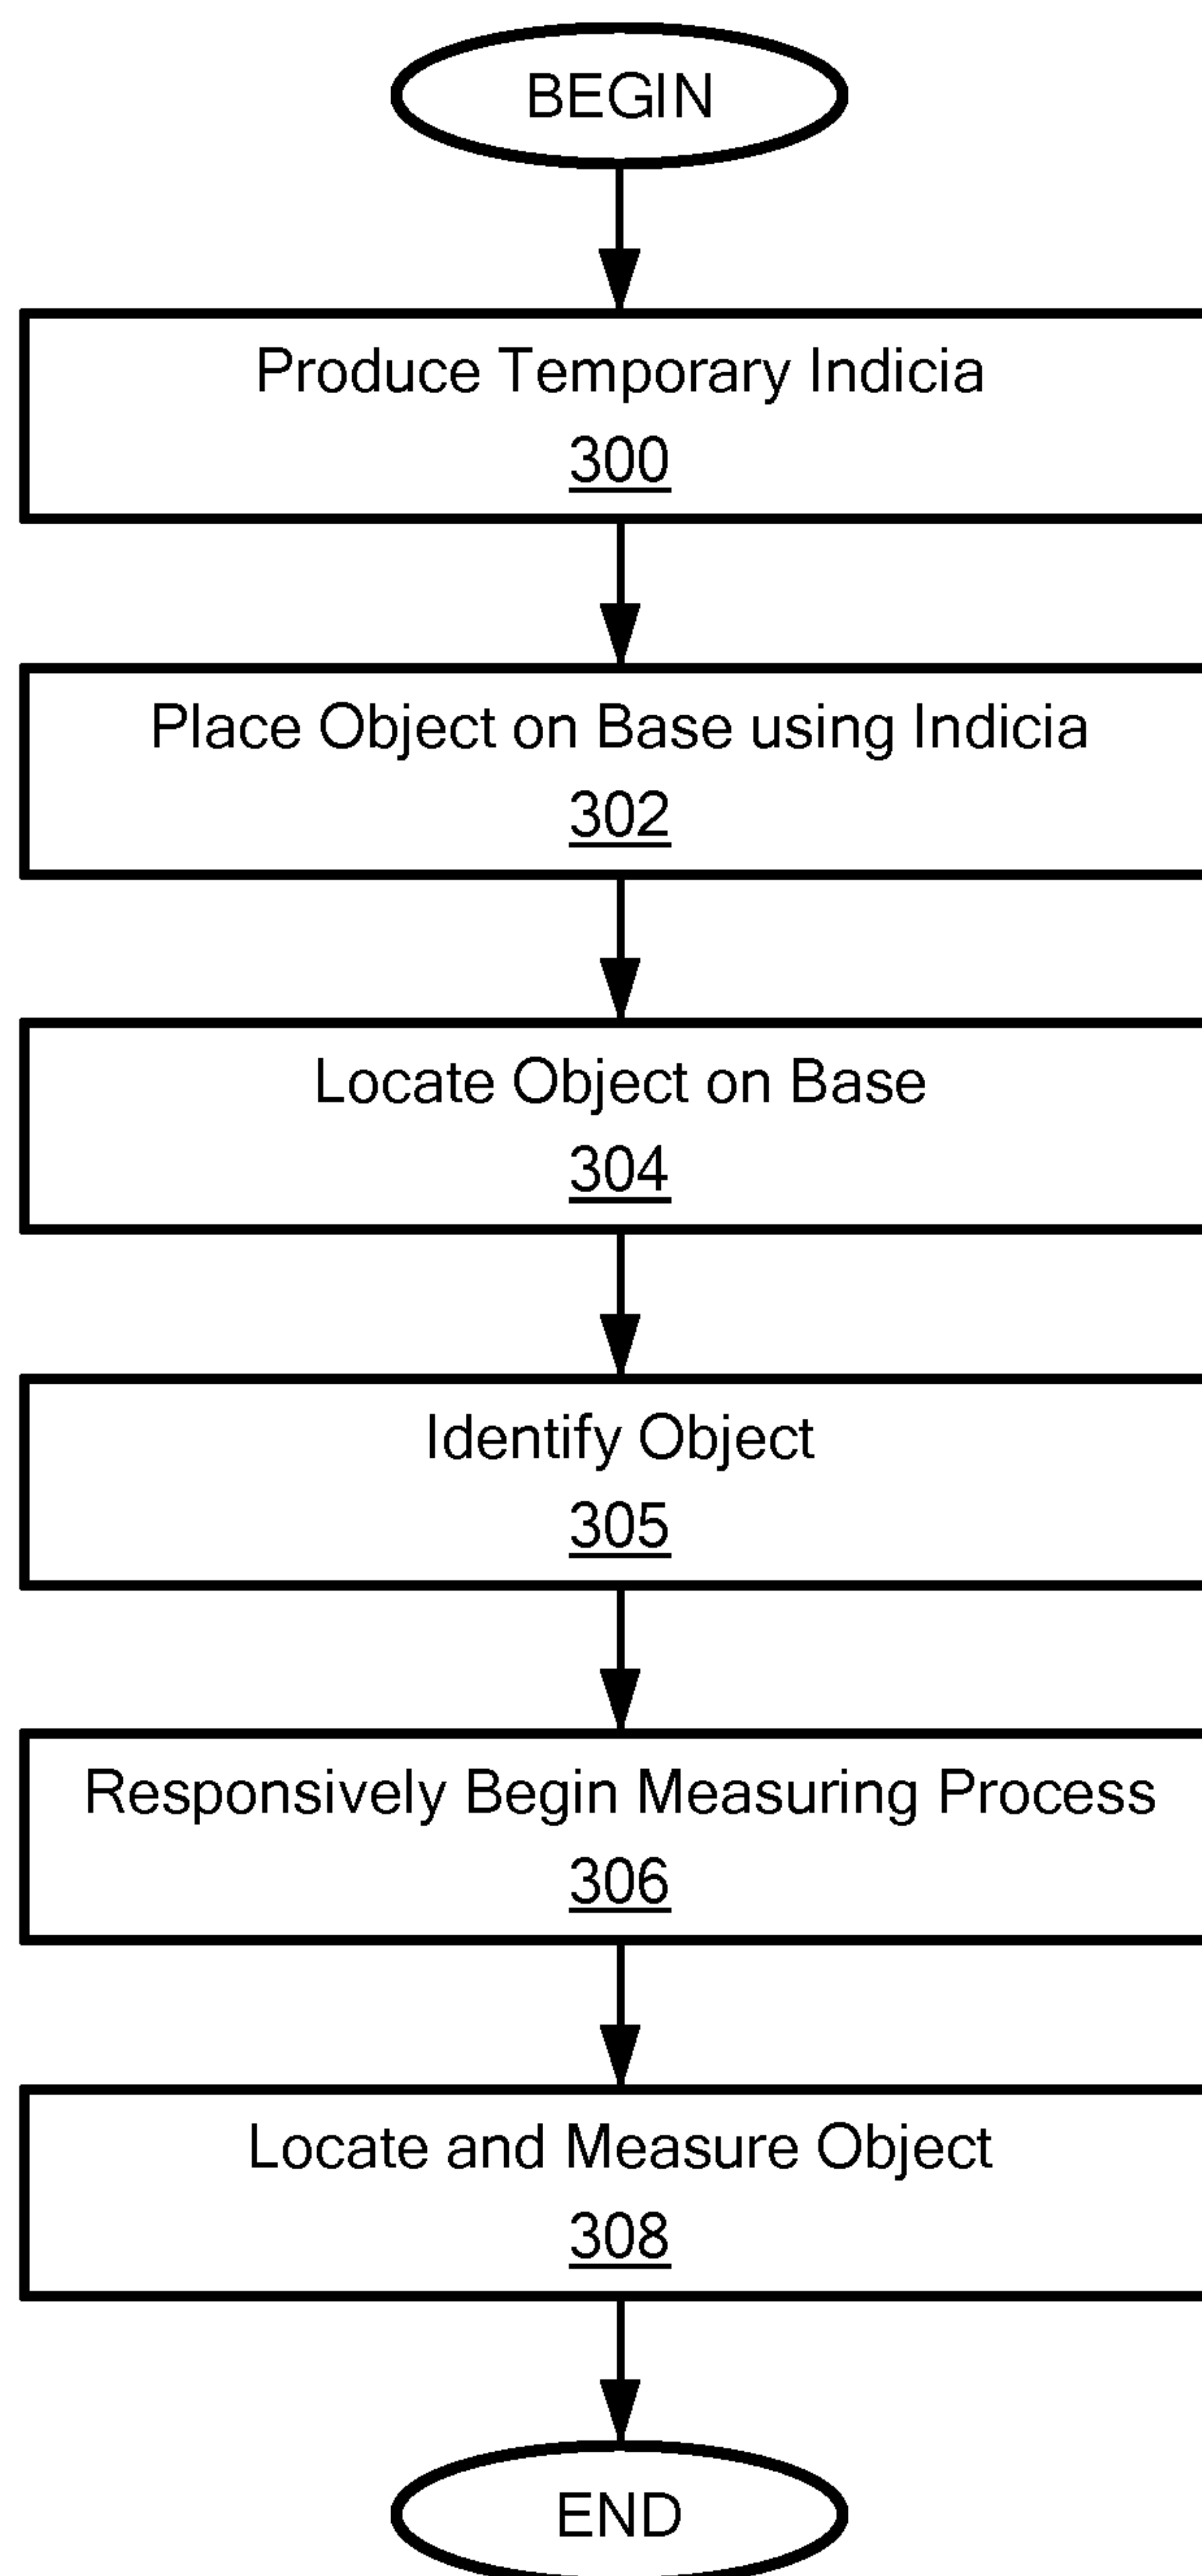 BEGIN
Produce Temporary Indicia
300
Place Object on Base using Indicia
302
Locate Object on Base
304
Identify Object
305
Responsively Begin Measuring Process
306
Locate and Measure Object
308
END